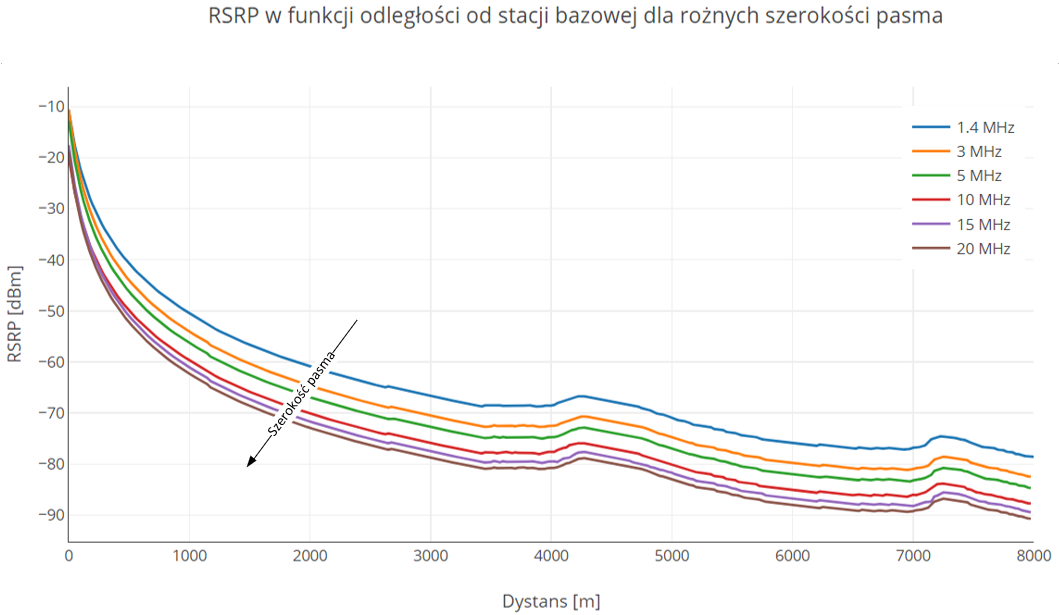 RSRP w funkcji odległości od stacji bazowej dla rożnych szerokości pasma
RSRP [dBm]
−10
−20
−30
−40
−50
−60
−70
−80
−90
1.4 MHz
3 MHz
5 MHz
10 MHz
15 MHz
20 MHz
Szerokość pasma
0 1000 2000 3000 4000 5000 6000 7000 8000
Dystans [m]